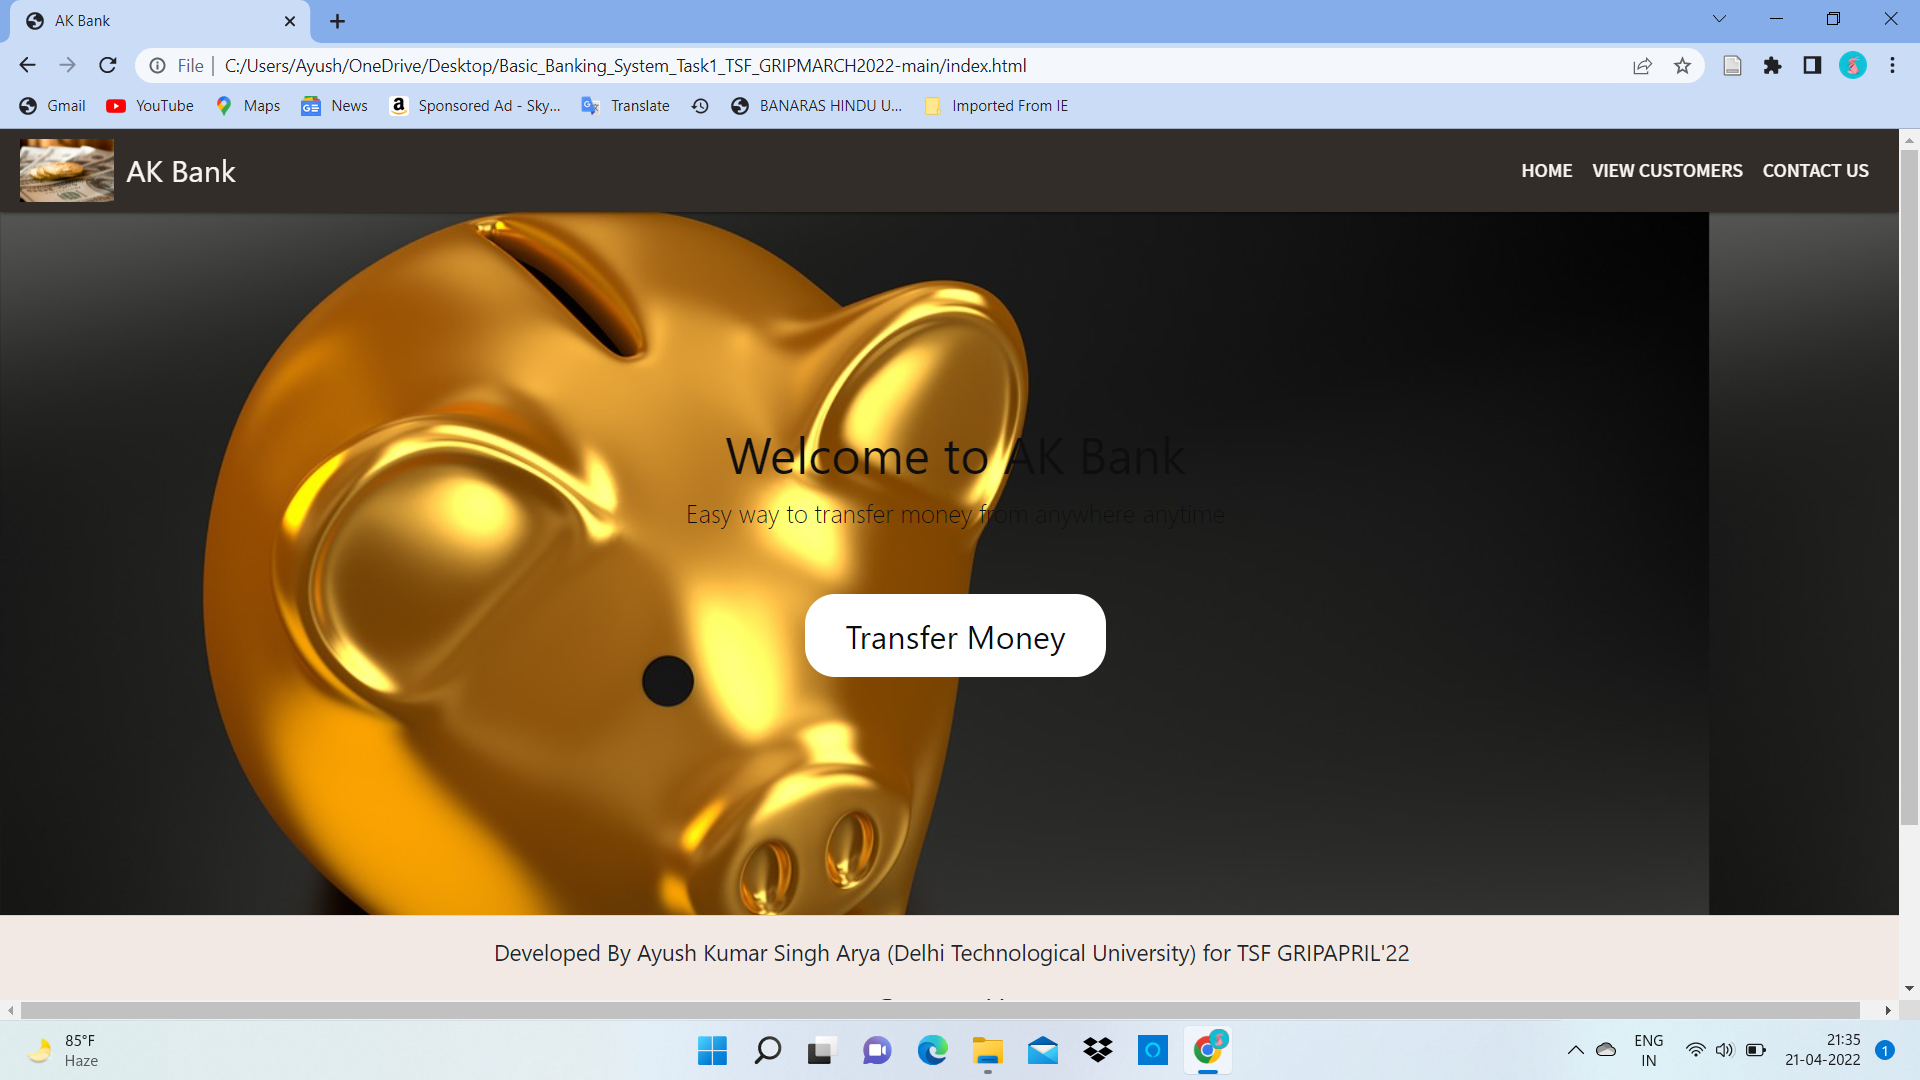 AK Bank
File
C:/Users/Ayush/OneDrive/Desktop/Basic_Banking_System_Task1_TSF_GRIPMARCH2022-main/index.html
Gmail YouTube Maps News Sponsored Ad - Sky... Translate BANARAS HINDU U... Imported From IE
AK Bank
HOME VIEW CUSTOMERS CONTACT US
Welcome to AK Bank
Easy way to transfer money from anywhere anytime
Transfer Money
Developed By Ayush Kumar Singh Arya (Delhi Technological University) for TSF GRIPAPRIL'22
85°F
Haze
ENG
IN
21:35
21-04-2022
1